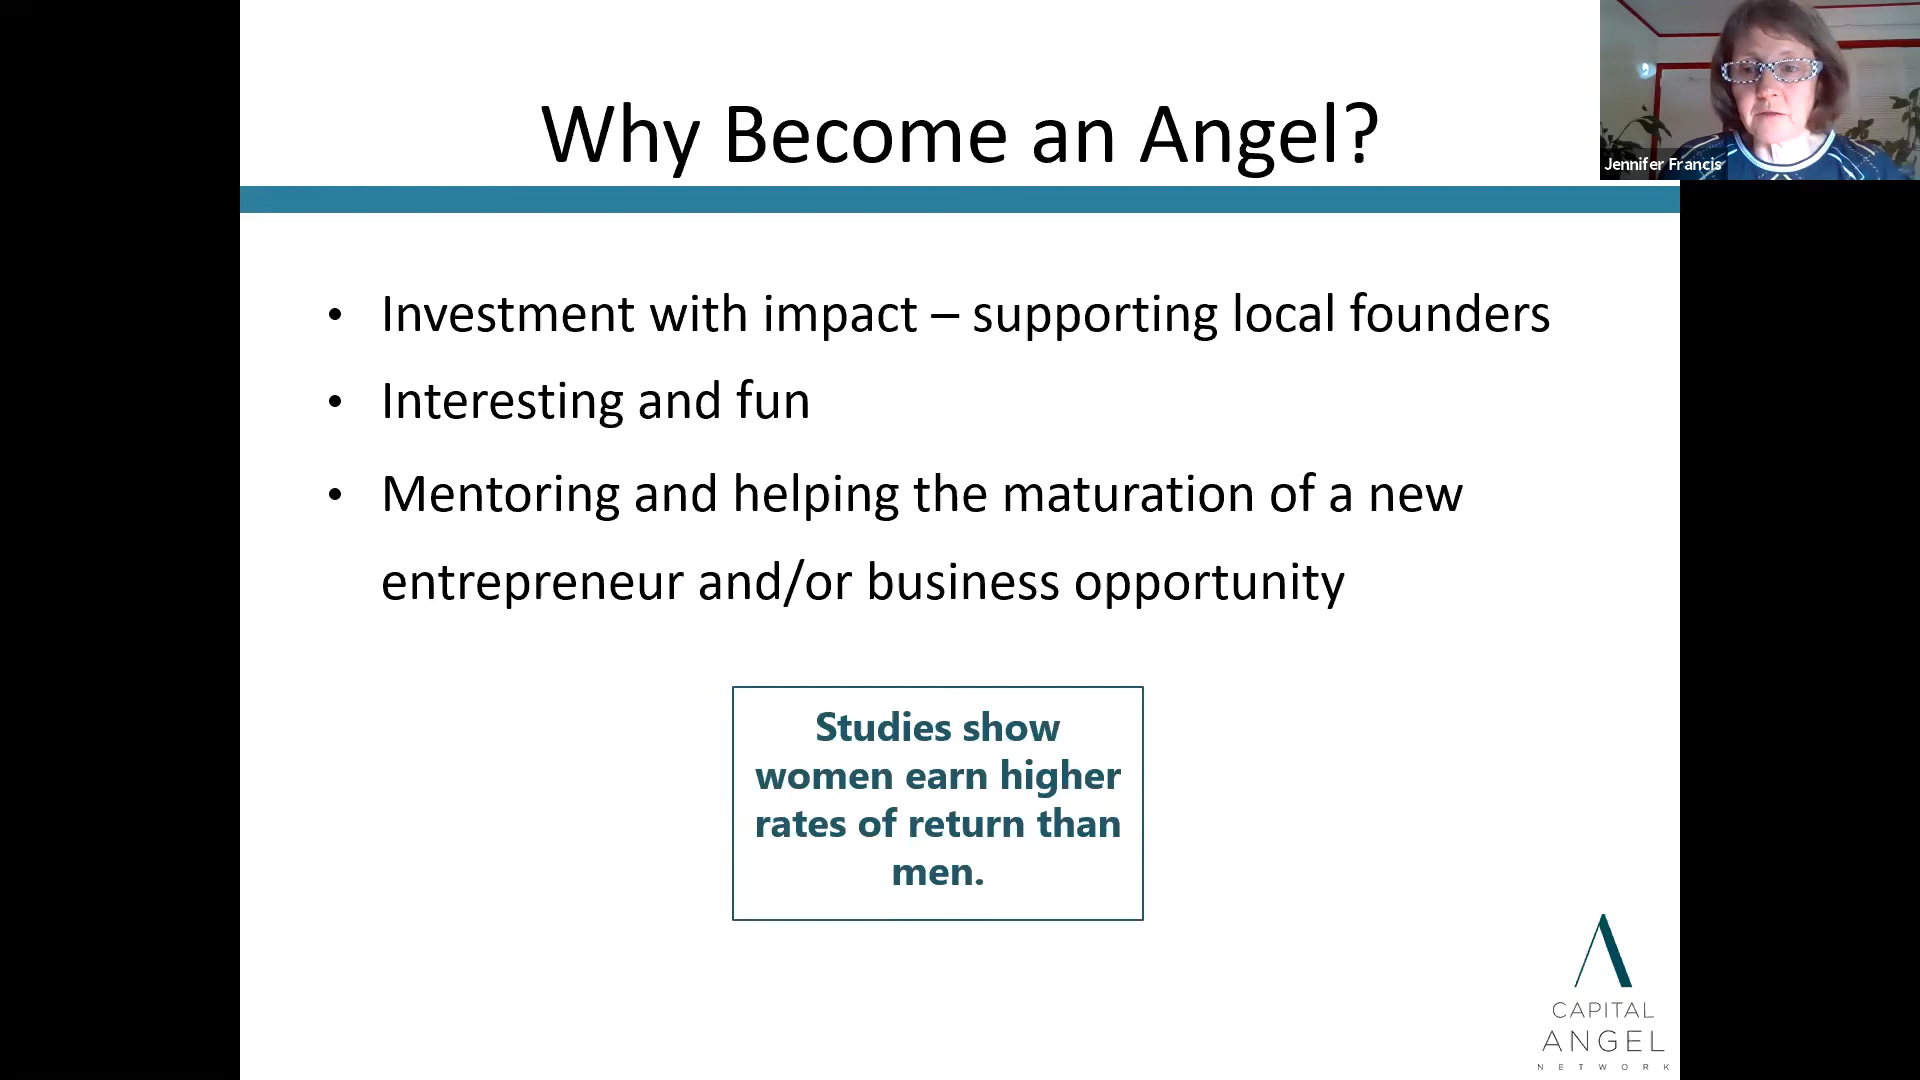 Why Become an Angel?
Jennifer Francis
• Investment with impact – supporting local founders
• Interesting and fun
• Mentoring and helping the maturation of a new
entrepreneur and/or business opportunity
Studies show
women earn higher
rates of return than
men.
CAPITAL
ANGEL
NETWORK